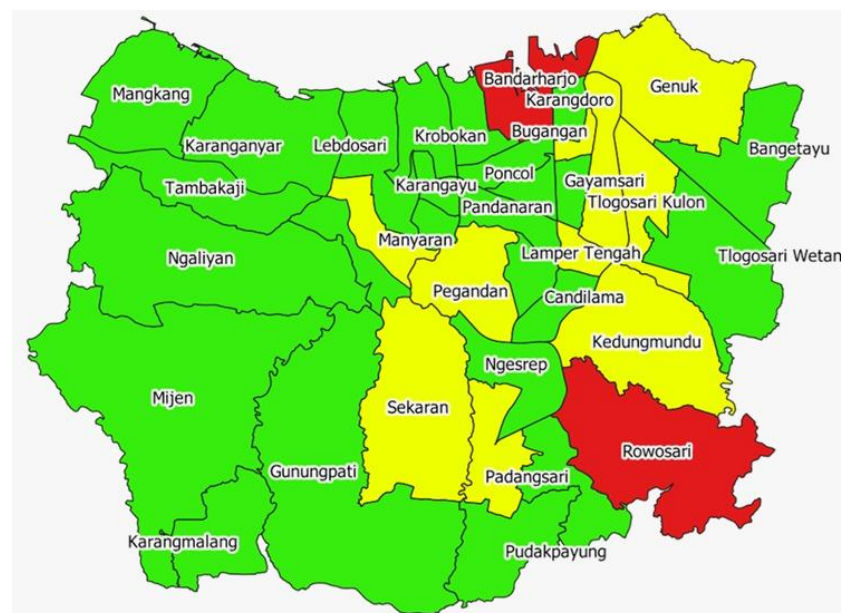 Bandarharjo
Genuk
Mangkang
Karangdoro
Krobokan
Bugangan
Karanganyar
Lebdosari
Bangetayu
Poncol
Tambakaji
Karangayu
Gayamsari
Pandanaran
Tlogosari Kulon
Manyaran
Ngaliyan
Lamper Tengah
Tlogosari Wetan
Pegandan
Candilama
Kedungmundu
Ngesrep
Mijen
Sekaran
Rowosari
Gunungpati
Padangsari
Karangmalang
Pudakpayung